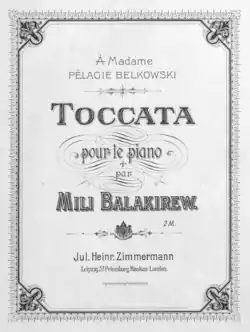 À Madame
PÉLAGIE BELKOWSKI
TOCCATA
pour le piano
par
MILI BALAKIREW.
2 M.
Jul. Heinr. Zimmermann
Leipzig, St. Petersburg, Moskau, London.